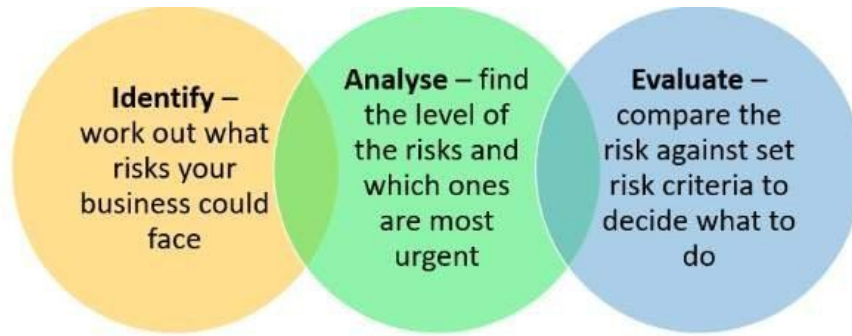 Identify –
work out what
risks your
business could
face
Analyse – find
the level of
the risks and
which ones
are most
urgent
Evaluate –
compare the
risk against set
risk criteria to
decide what to
do